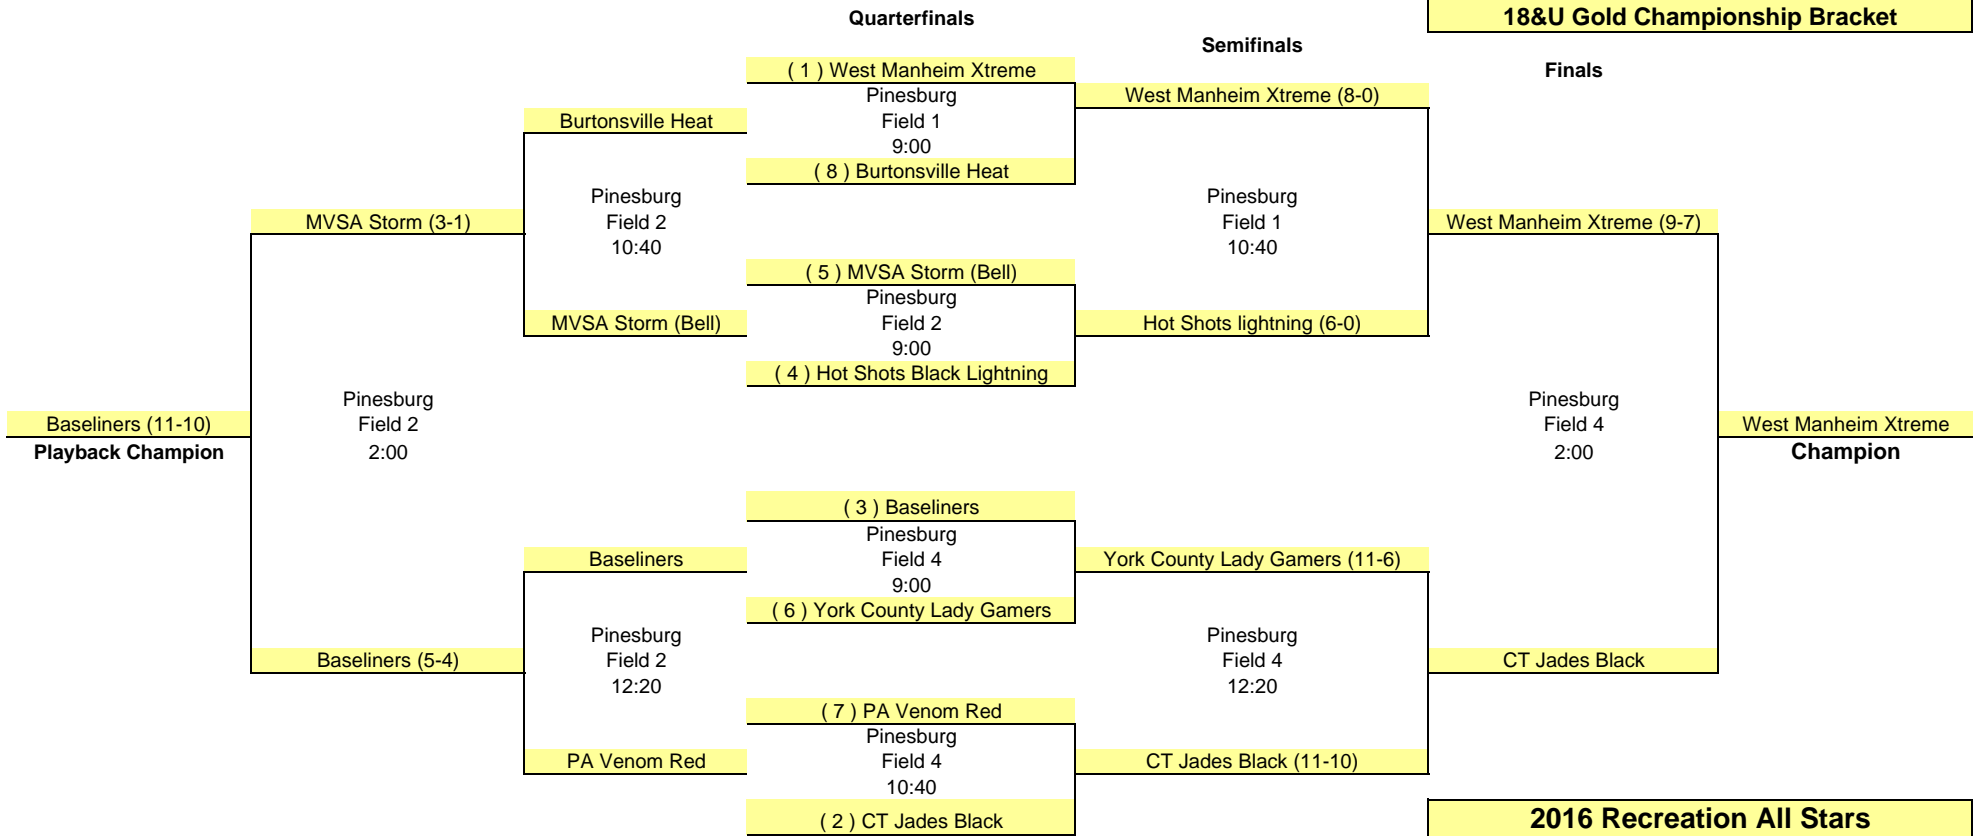 18&U Gold Championship Bracket
Quarterfinals
Semifinals
Finals
( 1 ) West Manheim Xtreme
Pinesburg
Field 1
9:00
( 8 ) Burtonsville Heat
West Manheim Xtreme (8-0)
Burtonsville Heat
Pinesburg
Field 2
10:40
Pinesburg
Field 1
10:40
MVSA Storm (3-1)
West Manheim Xtreme (9-7)
( 5 ) MVSA Storm (Bell)
Pinesburg
Field 2
9:00
( 4 ) Hot Shots Black Lightning
MVSA Storm (Bell)
Hot Shots lightning (6-0)
Pinesburg
Field 2
2:00
Pinesburg
Field 4
2:00
Baseliners (11-10)
Playback Champion
West Manheim Xtreme
Champion
( 3 ) Baseliners
Pinesburg
Field 4
9:00
( 6 ) York County Lady Gamers
Baseliners
York County Lady Gamers (11-6)
Pinesburg
Field 2
12:20
Pinesburg
Field 4
12:20
Baseliners (5-4)
CT Jades Black
( 7 ) PA Venom Red
Pinesburg
Field 4
10:40
( 2 ) CT Jades Black
PA Venom Red
CT Jades Black (11-10)
2016 Recreation All Stars